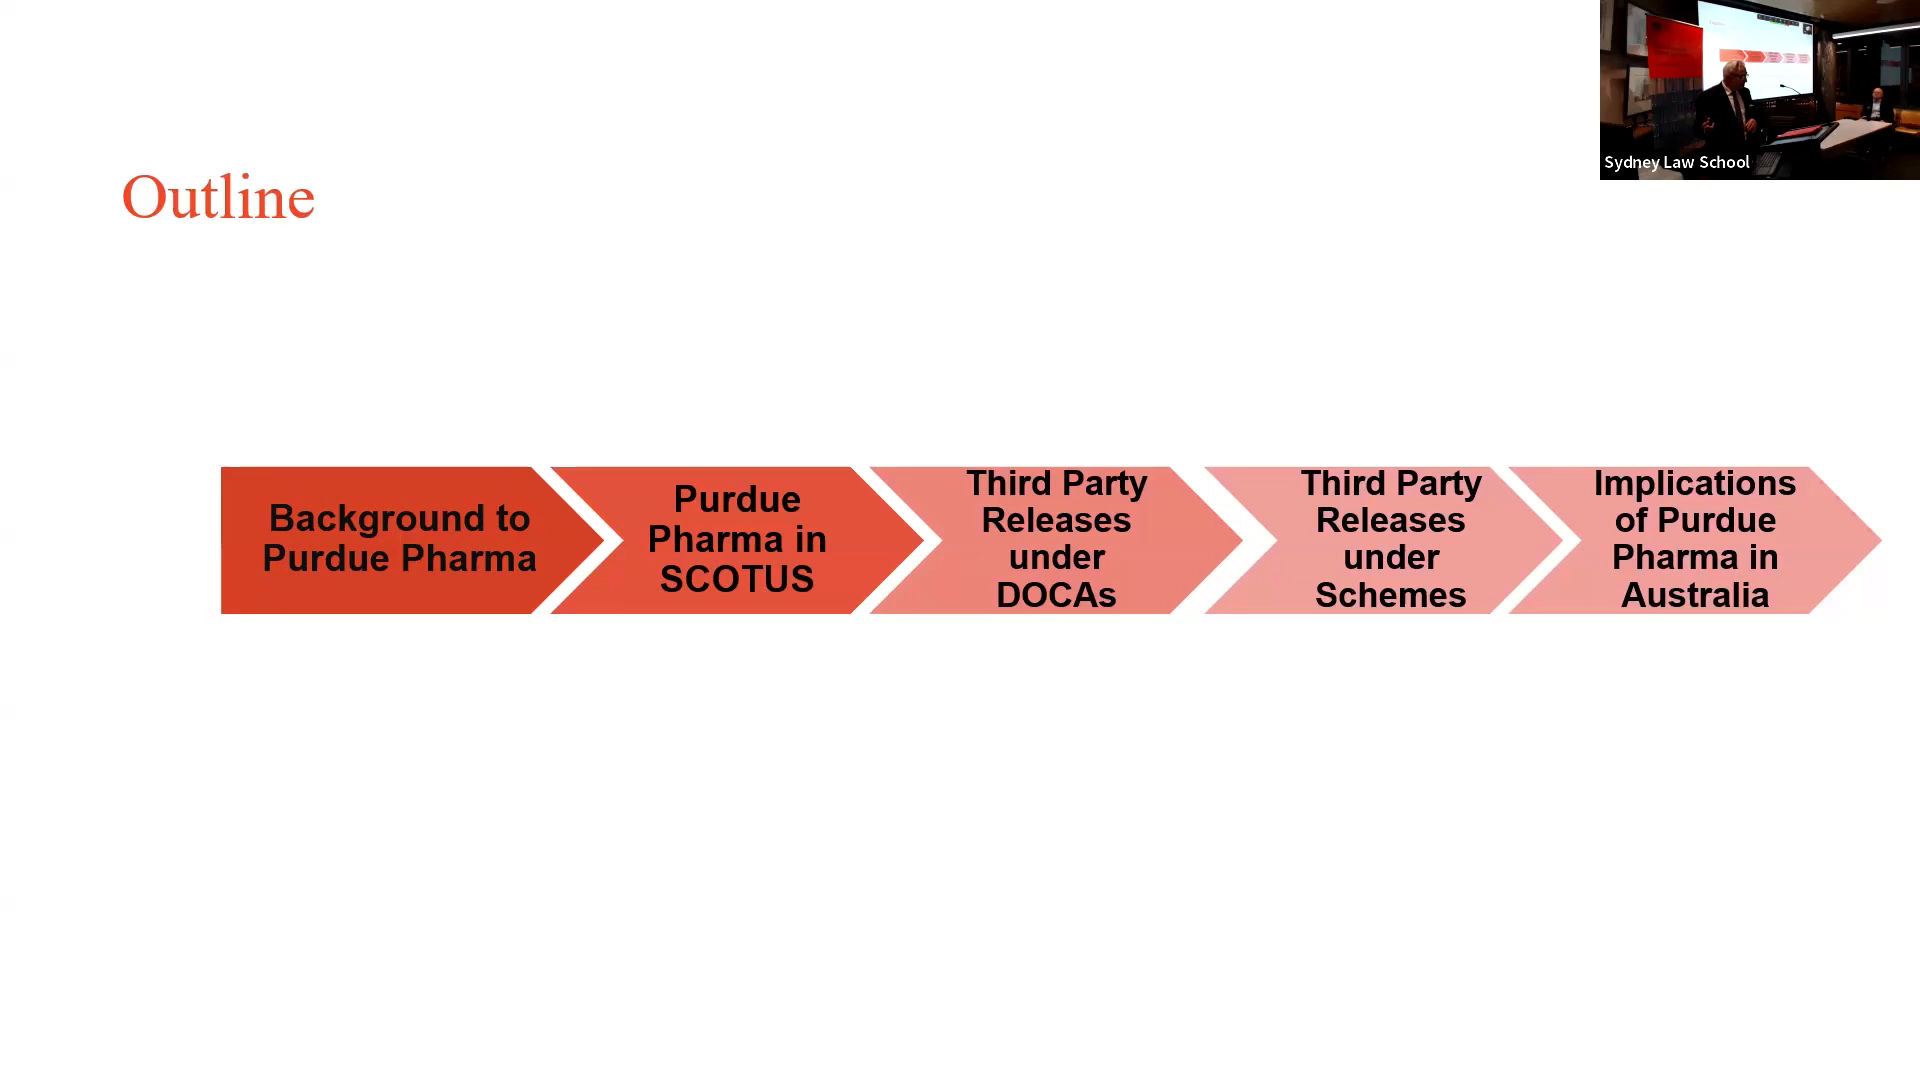 Sydney Law School
Outline
Background to
Purdue Pharma
Purdue
Pharma in
SCOTUS
Third Party
Releases
under
DOCAs
Third Party
Releases
under
Schemes
Implications
of Purdue
Pharma in
Australia